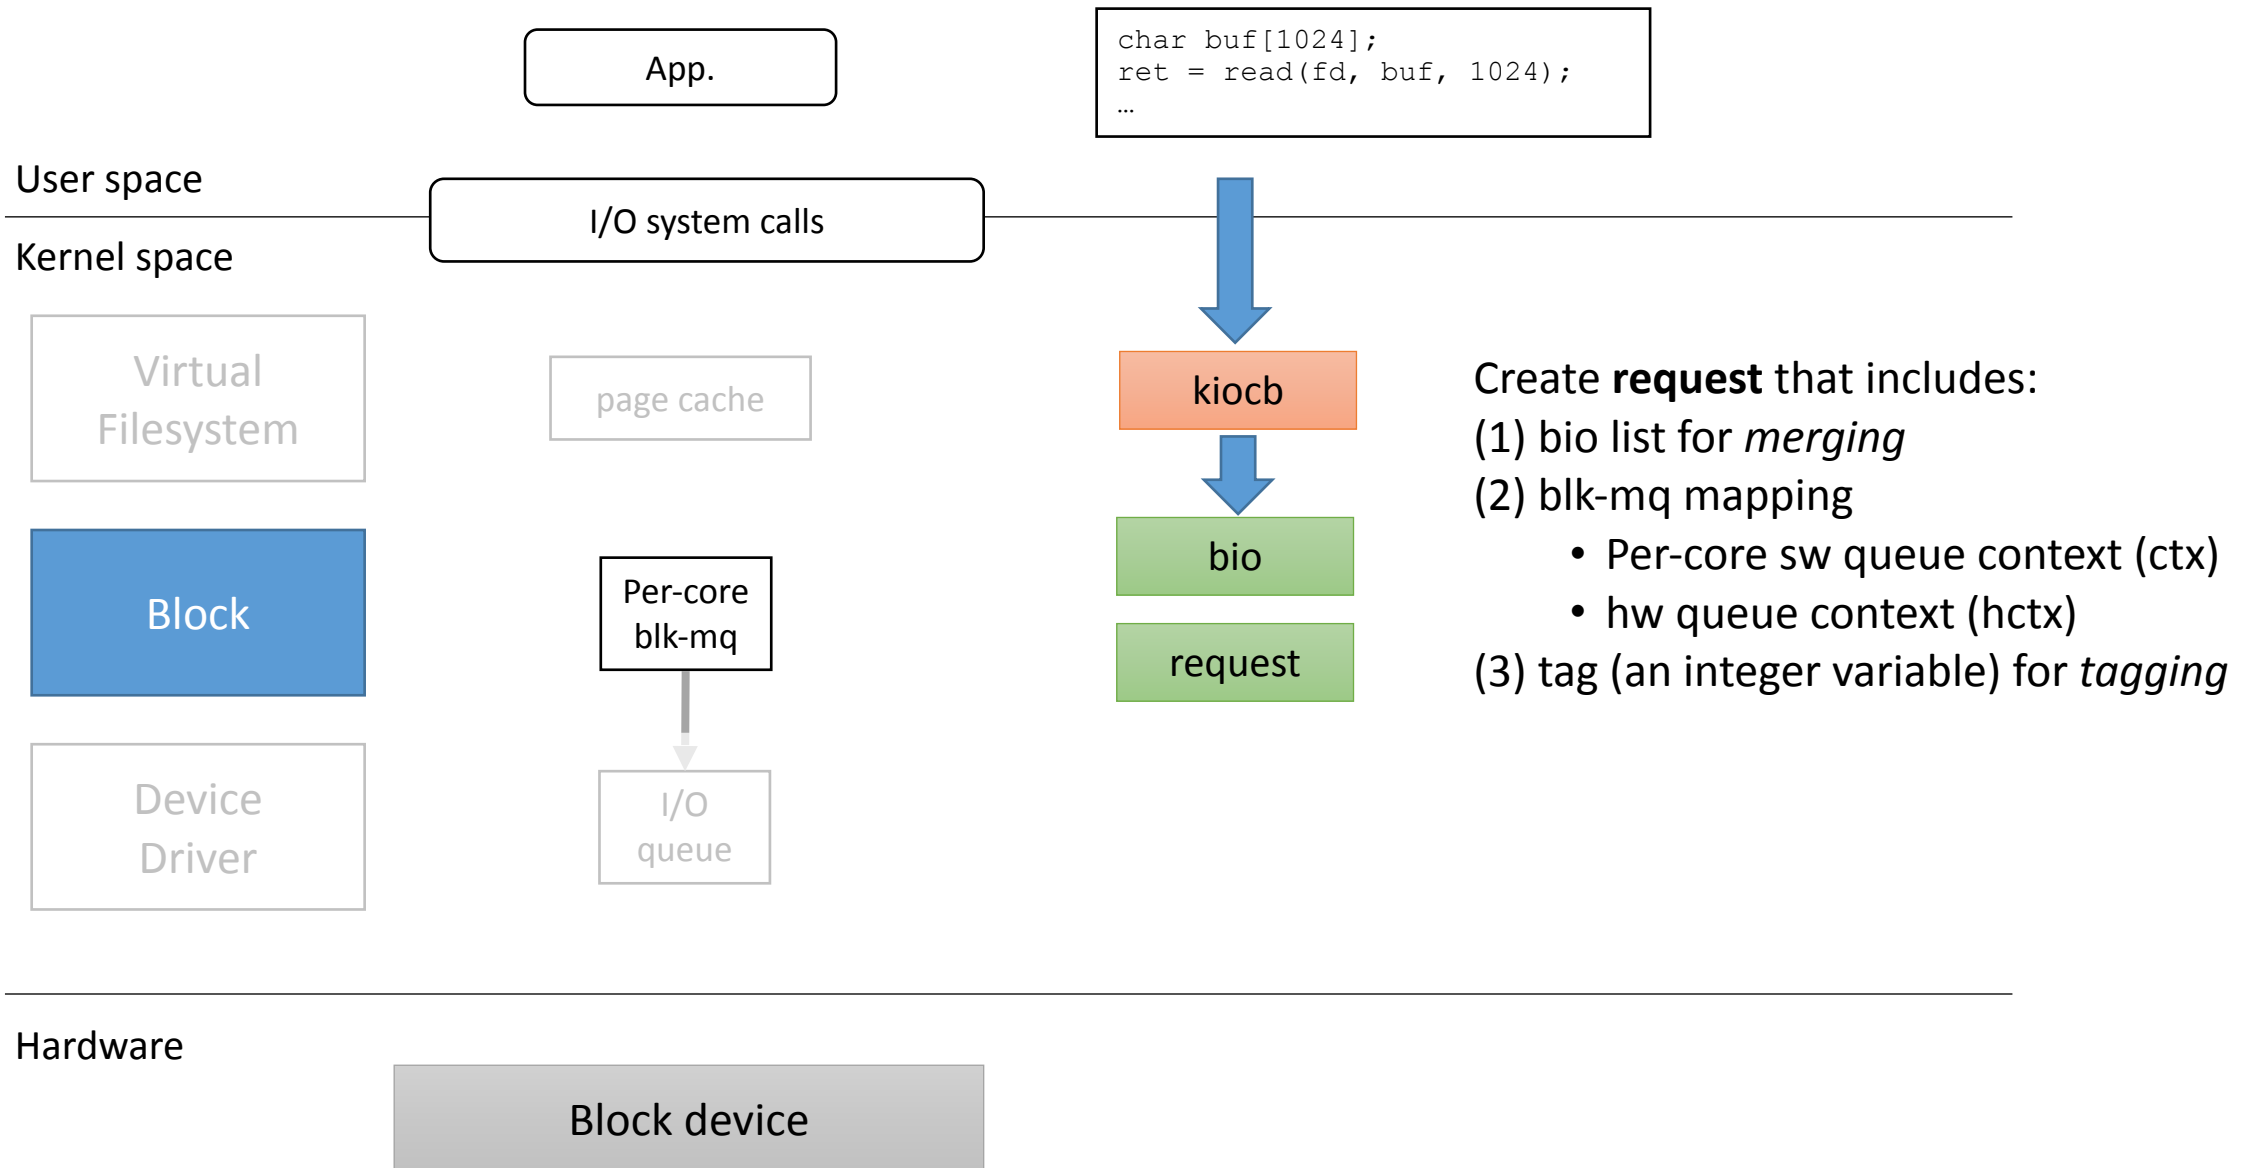 App.
char buf[1024];
ret = read(fd, buf, 1024);
…
User space
I/O system calls
Kernel space
Virtual
Filesystem
page cache
kiocb
Create request that includes:
(1) bio list for merging
(2) blk-mq mapping
• Per-core sw queue context (ctx)
• hw queue context (hctx)
(3) tag (an integer variable) for tagging
Block
Per-core
blk-mq
bio
request
Device
Driver
I/O
queue
Hardware
Block device